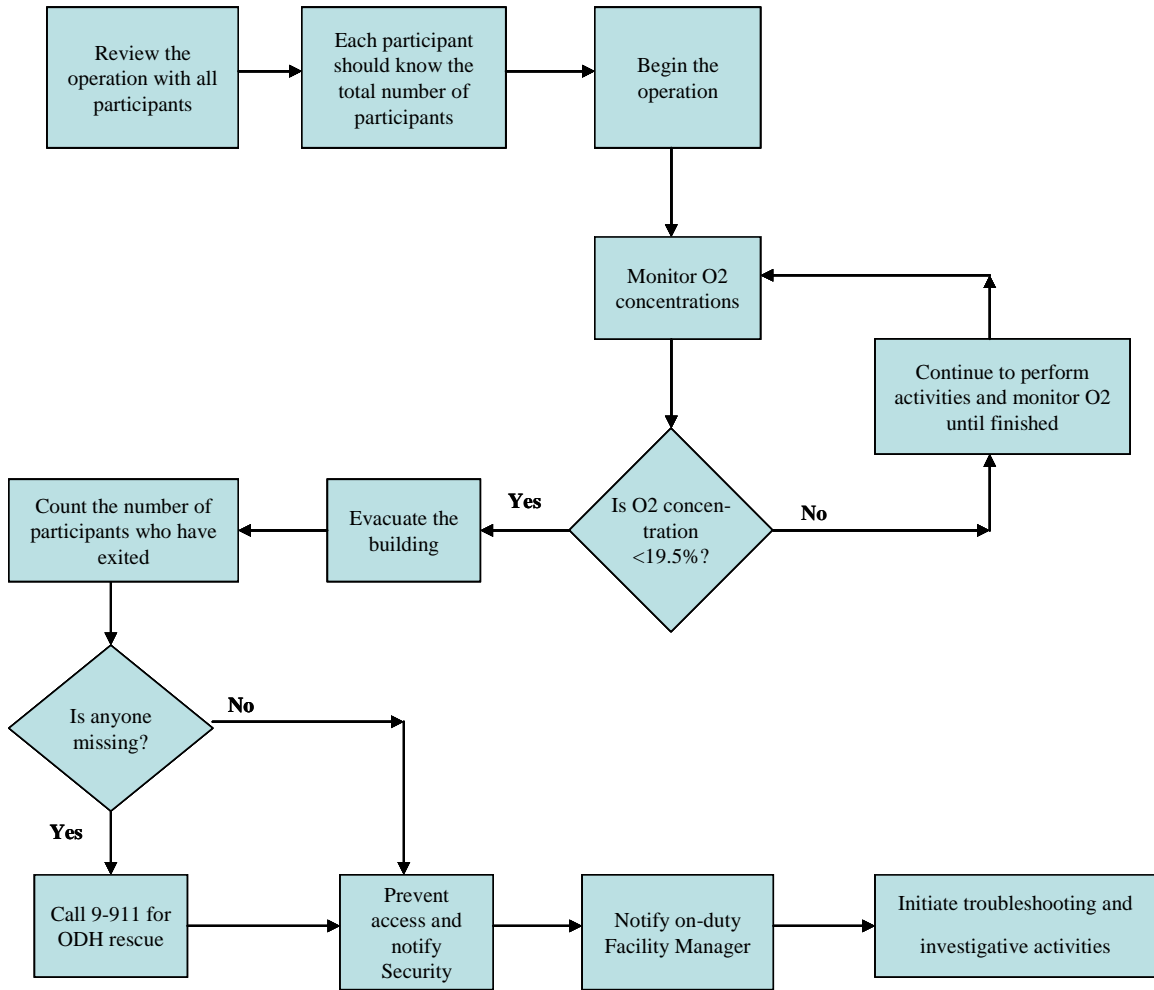 Review the
operation with all
participants
Each participant
should know the
total number of
participants
Begin the
operation
Monitor O2
concentrations
Continue to perform
activities and monitor O2
until finished
Is O2 concen-
tration
<19.5%?
No
Yes
Evacuate the
building
Count the number of
participants who have
exited
Is anyone
missing?
No
Yes
Call 9-911 for
ODH rescue
Prevent
access and
notify
Security
Notify on-duty
Facility Manager
Initiate troubleshooting and
investigative activities